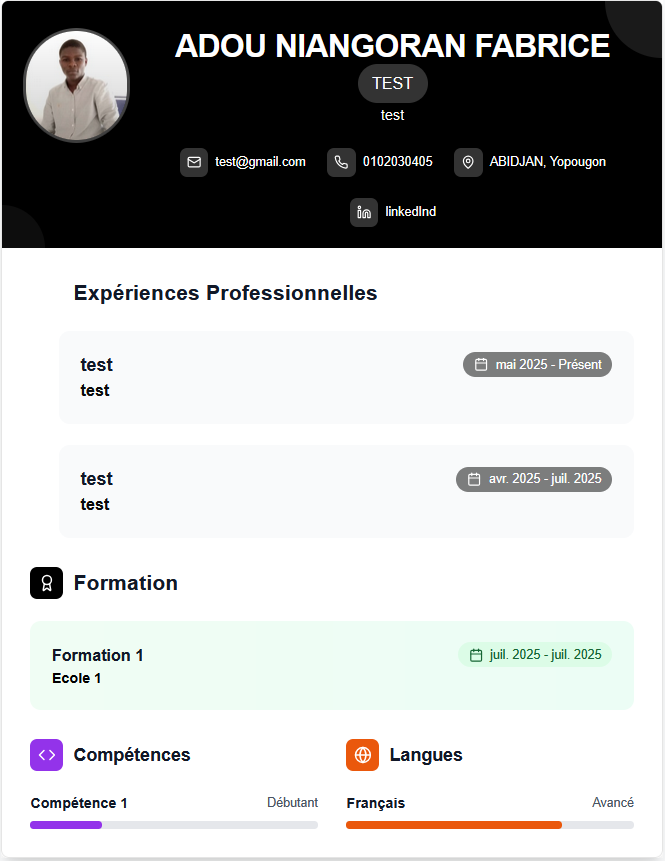 ADOU NIANGORAN FABRICE
TEST
test
test@gmail.com 0102030405 ABIDJAN, Yopougon
linkedInd
Expériences Professionnelles
test mai 2025 - Présent
test
test avr. 2025 - juil. 2025
test
Formation
Formation 1 juil. 2025 - juil. 2025
Ecole 1
Compétences Langues
Compétence 1 Débutant Français Avancé